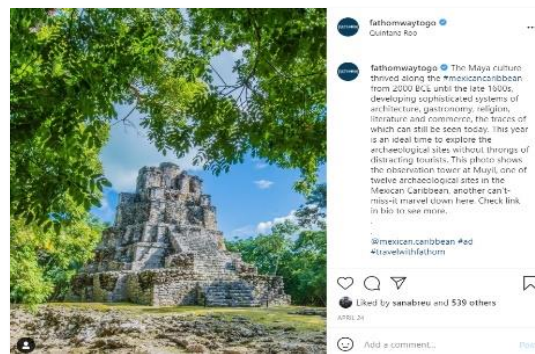 fathomwaytogo
Quintana Roo
fathomwaytogo The Maya culture
thrived along the #mexicancaribbean
from 2000 BCE until the late 1600s,
developing sophisticated systems of
architecture, gastronomy, religion,
literature and commerce, the traces of
which can still be seen today. This year
is an ideal time to explore the
archaeological sites without throngs of
distracting tourists. This photo shows
the observation tower at Muyil, one of
twelve archaeological sites in the
Mexican Caribbean, another can't-
miss-it marvel down here. Check link
in bio to see more.
.
.
@mexican.caribbean #ad
#travelwithfathom
Liked by sanabreu and 539 others
APRIL 24
Add a comment...
Post